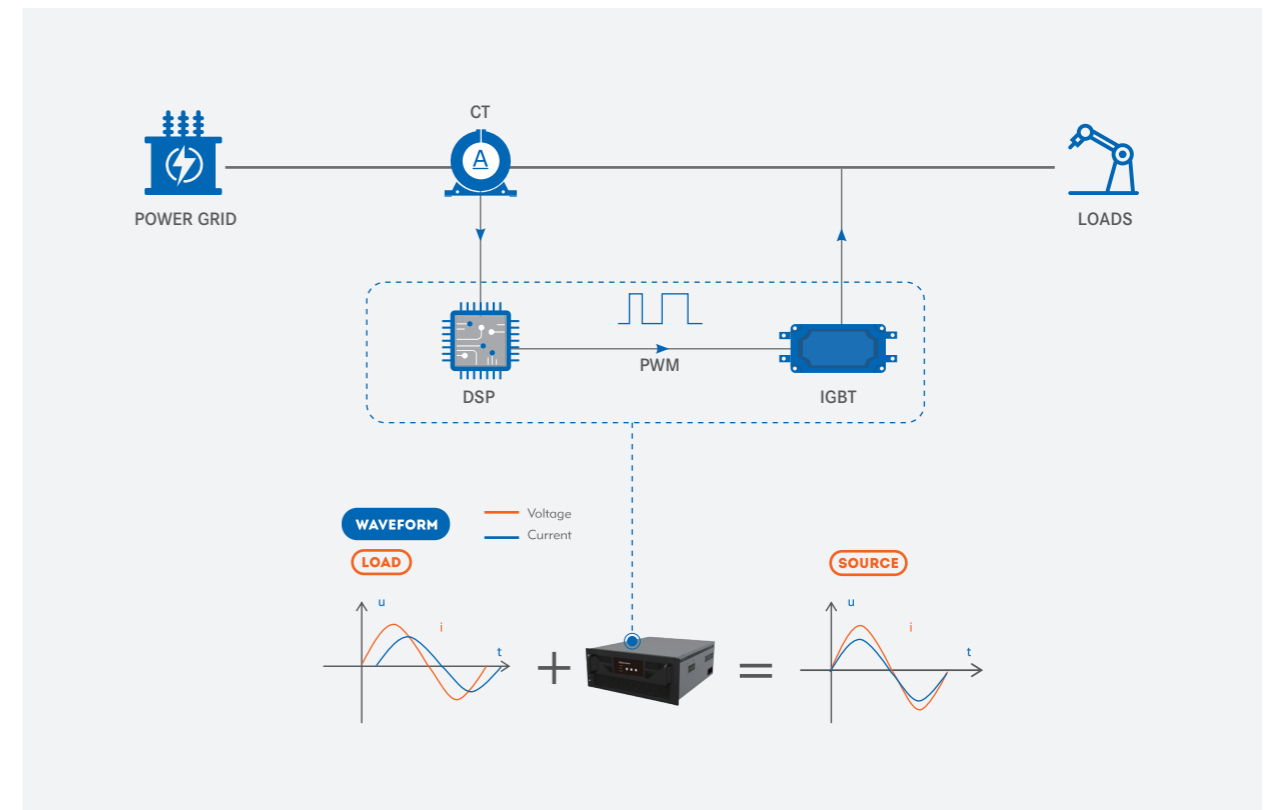 CT
A
POWER GRID
LOADS
PWM
DSP
IGBT
WAVEFORM
Voltage
Current
LOAD
SOURCE
u
i
t
u
i
t